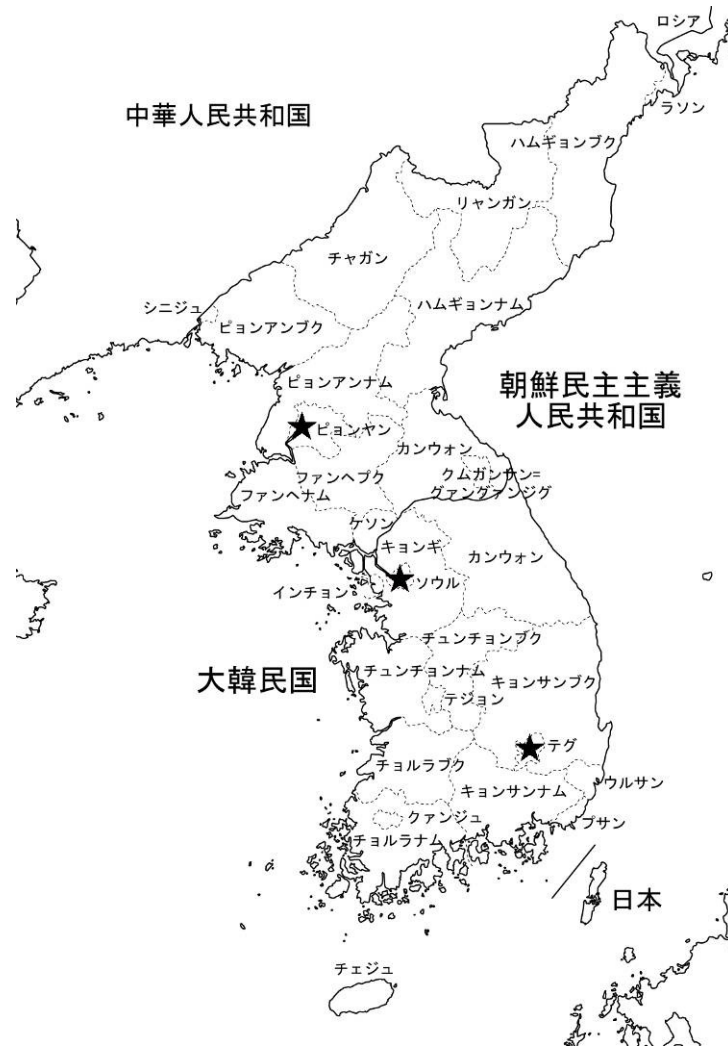 ロシア
中華人民共和国
ラソン
ハムギョンブク
リャンガン
チャガン
シニジュ
ハムギョンナム
ピョンアンブク
ピョンアンナム
朝鮮民主主義
人民共和国
ピョンヤン
カンウォン
クムガンサン=
グァングァンジグ
ファンヘブク
ファンヘナム
ケソン
キョンギ
カンウォン
インチョン
ソウル
チュンチョンブク
大韓民国
チュンチョンナム
キョンサンブク
テジョン
テグ
チョルラブク
キョンサンナム
ウルサン
クァンジュ
プサン
チョルラナム
日本
チェジュ